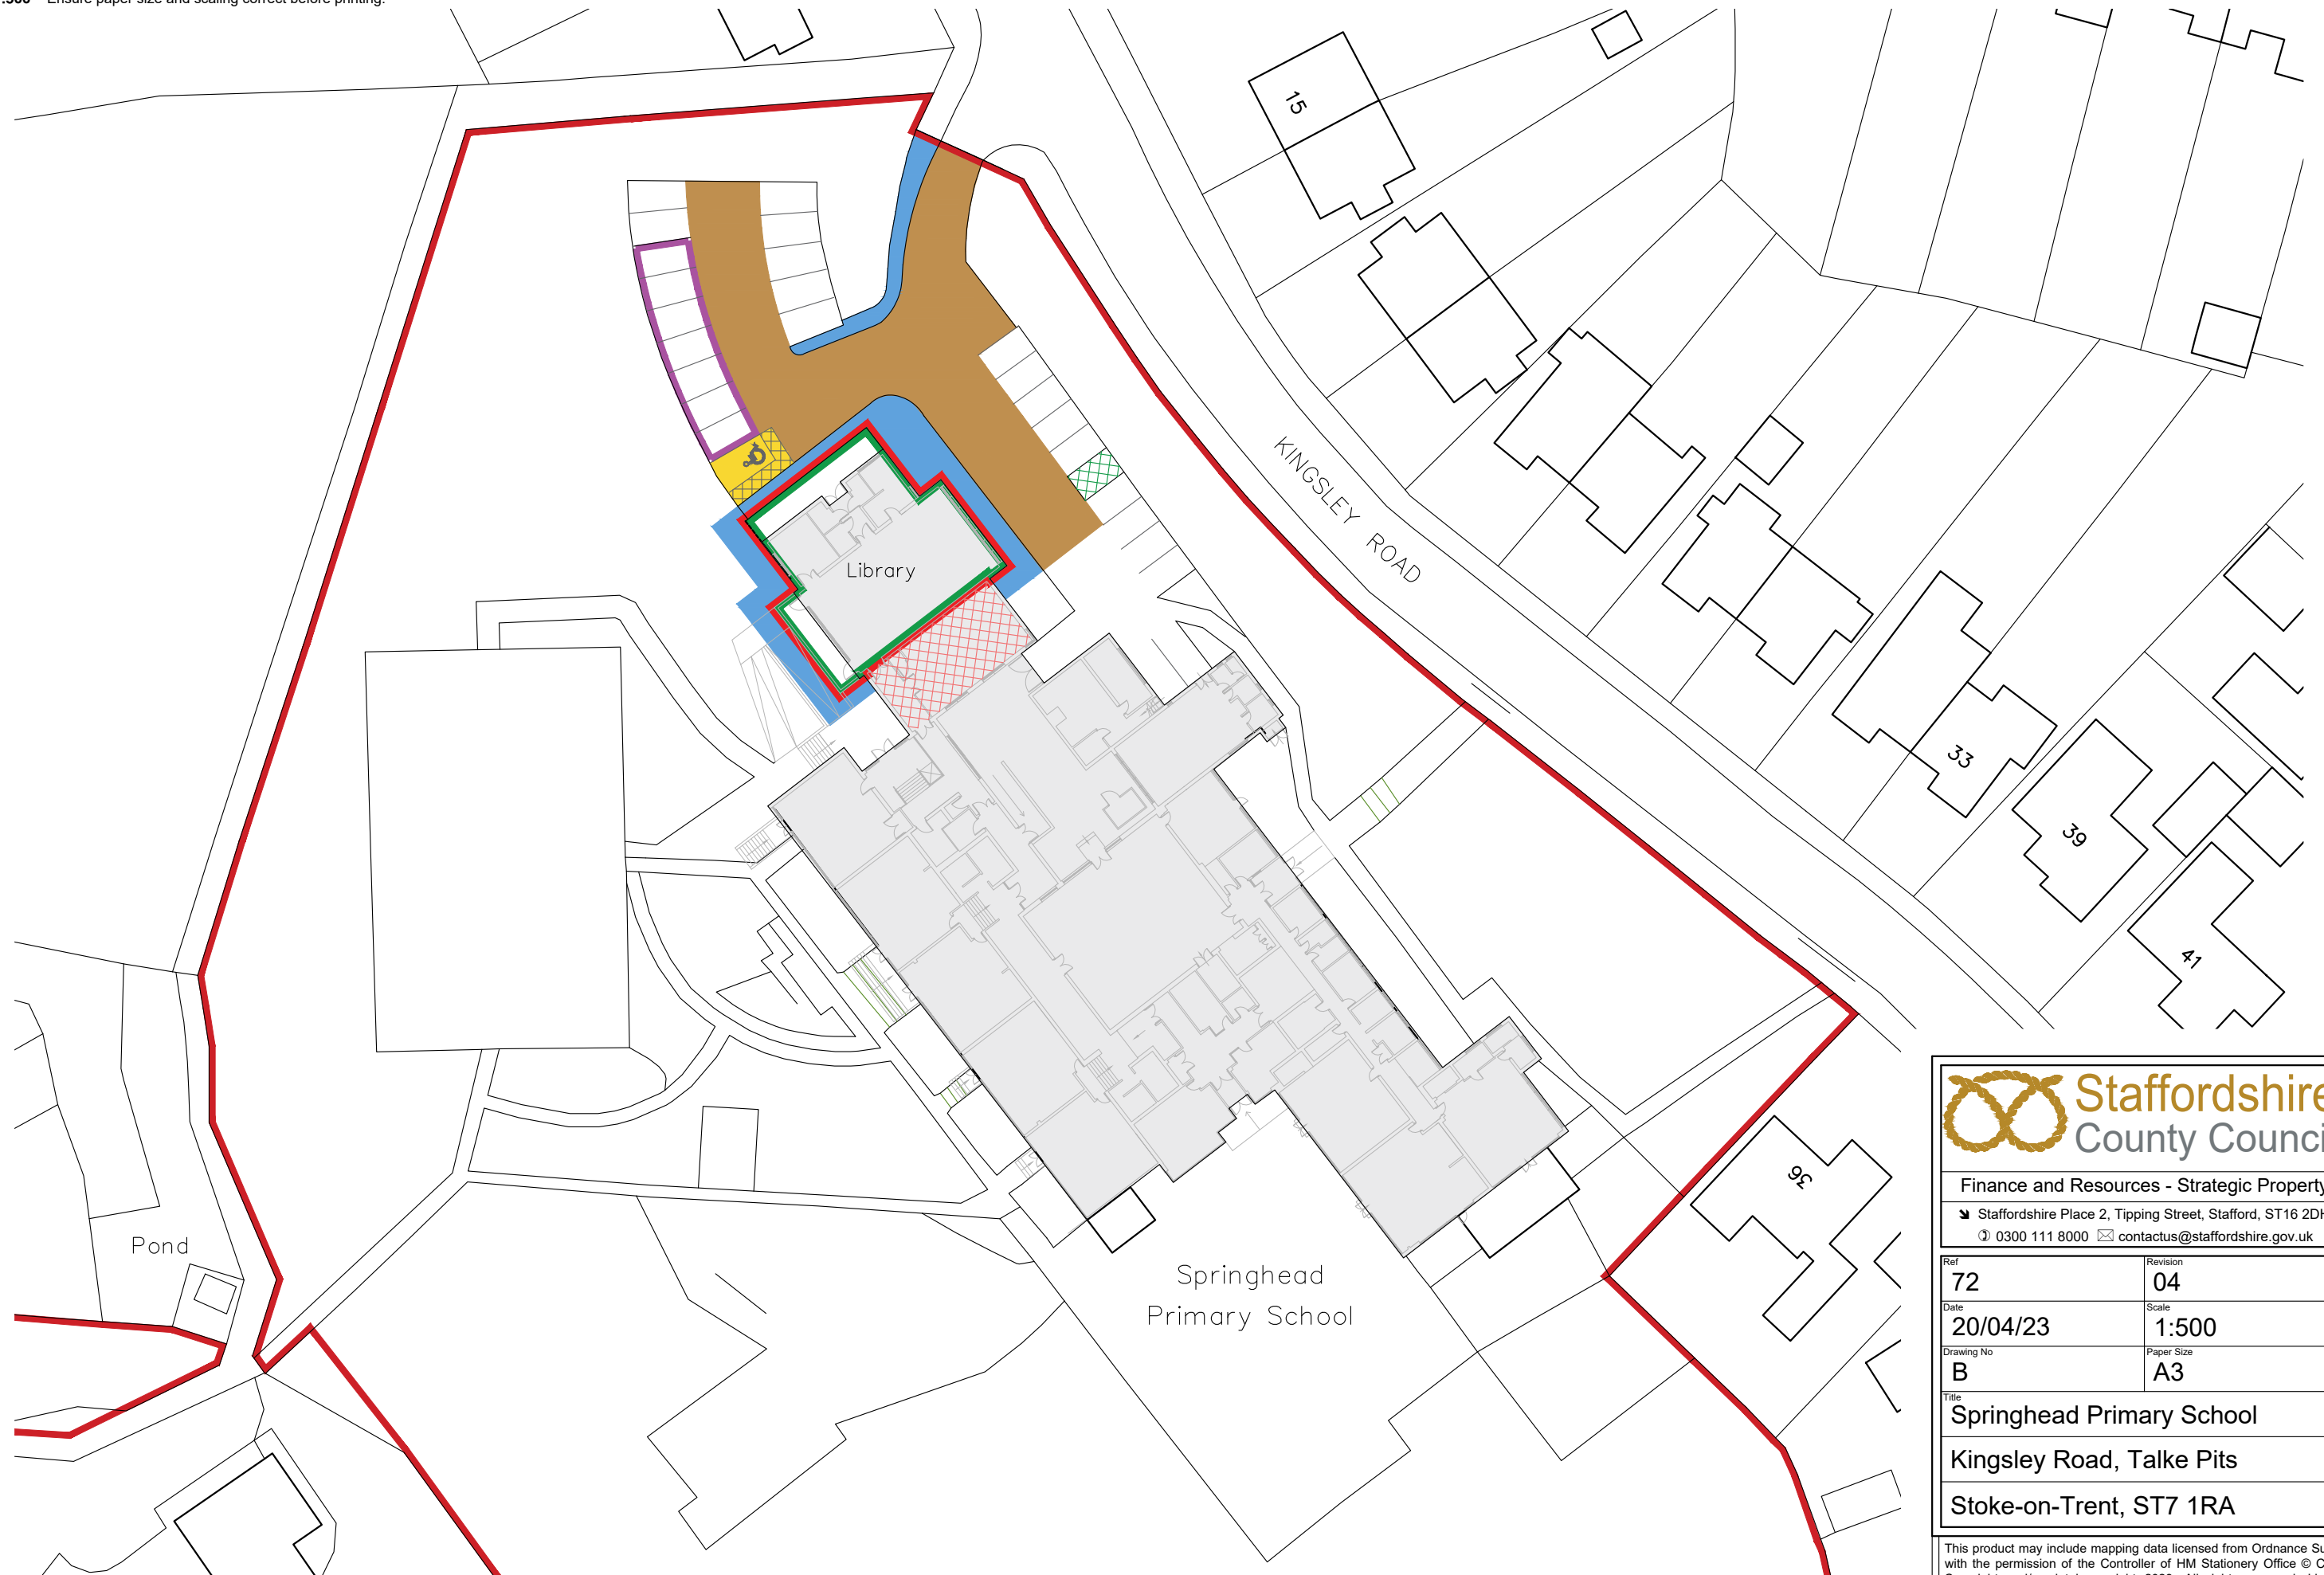 :500 Ensure paper size and scaling correct before printing.
15
KINGSLEY ROAD
Library
33
39
41
36
Pond
Springhead
Primary School
Staffordshire
County Counci
Finance and Resources - Strategic Property
Staffordshire Place 2, Tipping Street, Stafford, ST16 2DH
0300 111 8000 contactus@staffordshire.gov.uk
Ref
72
Revision
04
Date
20/04/23
Scale
1:500
Drawing No
B
Paper Size
A3
Title
Springhead Primary School
Kingsley Road, Talke Pits
Stoke-on-Trent, ST7 1RA
This product may include mapping data licensed from Ordnance Su
with the permission of the Controller of HM Stationery Office © C